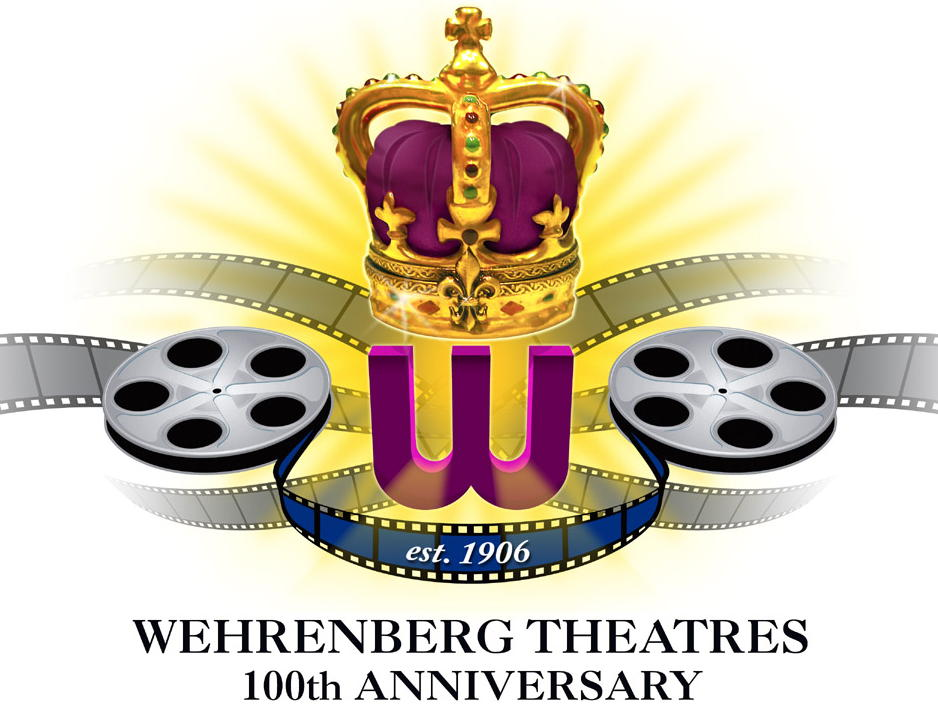 W
est. 1906
WEHRENBERG THEATRES
100th ANNIVERSARY